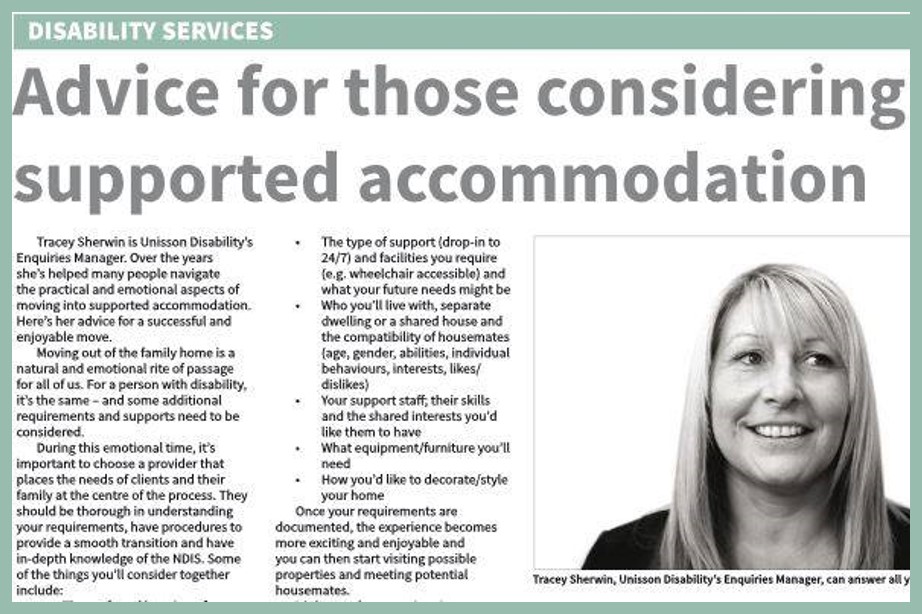 DISABILITY SERVICES
Advice for those considering
supported accommodation
Tracey Sherwin is Unisson Disability's
Enquiries Manager. Over the years
she's helped many people navigate
the practical and emotional aspects of
moving into supported accommodation.
Here's her advice for a successful and
enjoyable move.
Moving out of the family home is a
natural and emotional rite of passage
for all of us. For a person with disability,
it's the same – and some additional
requirements and supports need to be
considered.
During this emotional time, it's
important to choose a provider that
places the needs of clients and their
family at the centre of the process. They
should be thorough in understanding
your requirements, have procedures to
provide a smooth transition and have
in-depth knowledge of the NDIS. Some
of the things you'll consider together
include:
• The type of support (drop-in to
24/7) and facilities you require
(e.g. wheelchair accessible) and
what your future needs might be
• Who you'll live with, separate
dwelling or a shared house and
the compatibility of housemates
(age, gender, abilities, individual
behaviours, interests, likes/
dislikes)
• Your support staff; their skills
and the shared interests you'd
like them to have
• What equipment/furniture you'll
need
• How you'd like to decorate/style
your home
Once your requirements are
documented, the experience becomes
more exciting and enjoyable and
you can then start visiting possible
properties and meeting potential
housemates.
Tracey Sherwin, Unisson Disability's Enquiries Manager, can answer all y